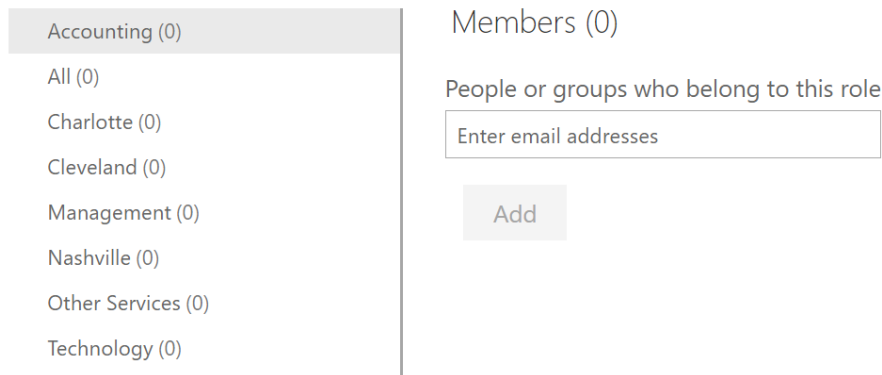 Accounting (0)
All (0)
Charlotte (0)
Cleveland (0)
Management (0)
Nashville (0)
Other Services (0)
Technology (0)
Members (0)
People or groups who belong to this role
Enter email addresses
Add